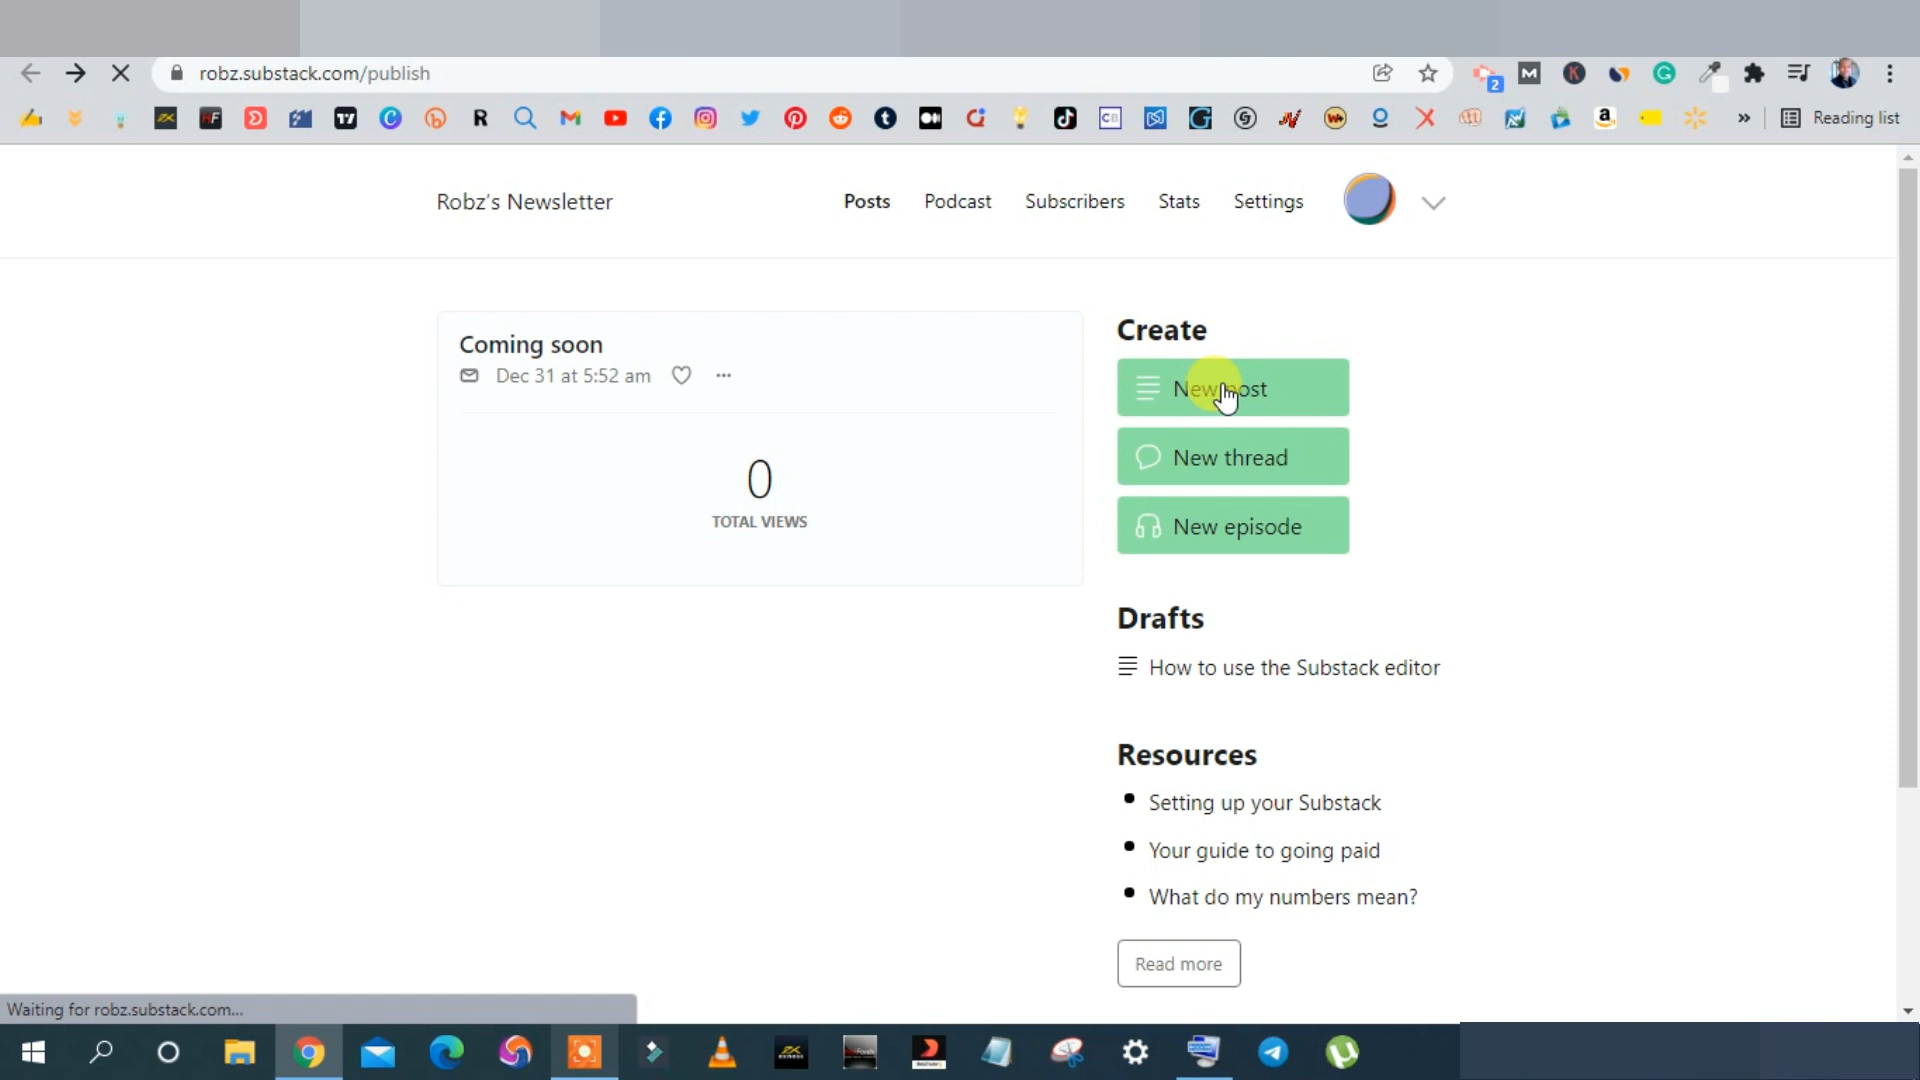 robz.substack.com/publish
2
Reading list
Robz's Newsletter
Posts
Podcast
Subscribers
Stats
Settings
Coming soon
Dec 31 at 5:52 am
0
TOTAL VIEWS
Create
New post
New thread
New episode
Drafts
How to use the Substack editor
Resources
Setting up your Substack
Your guide to going paid
What do my numbers mean?
Read more
Waiting for robz.substack.com...